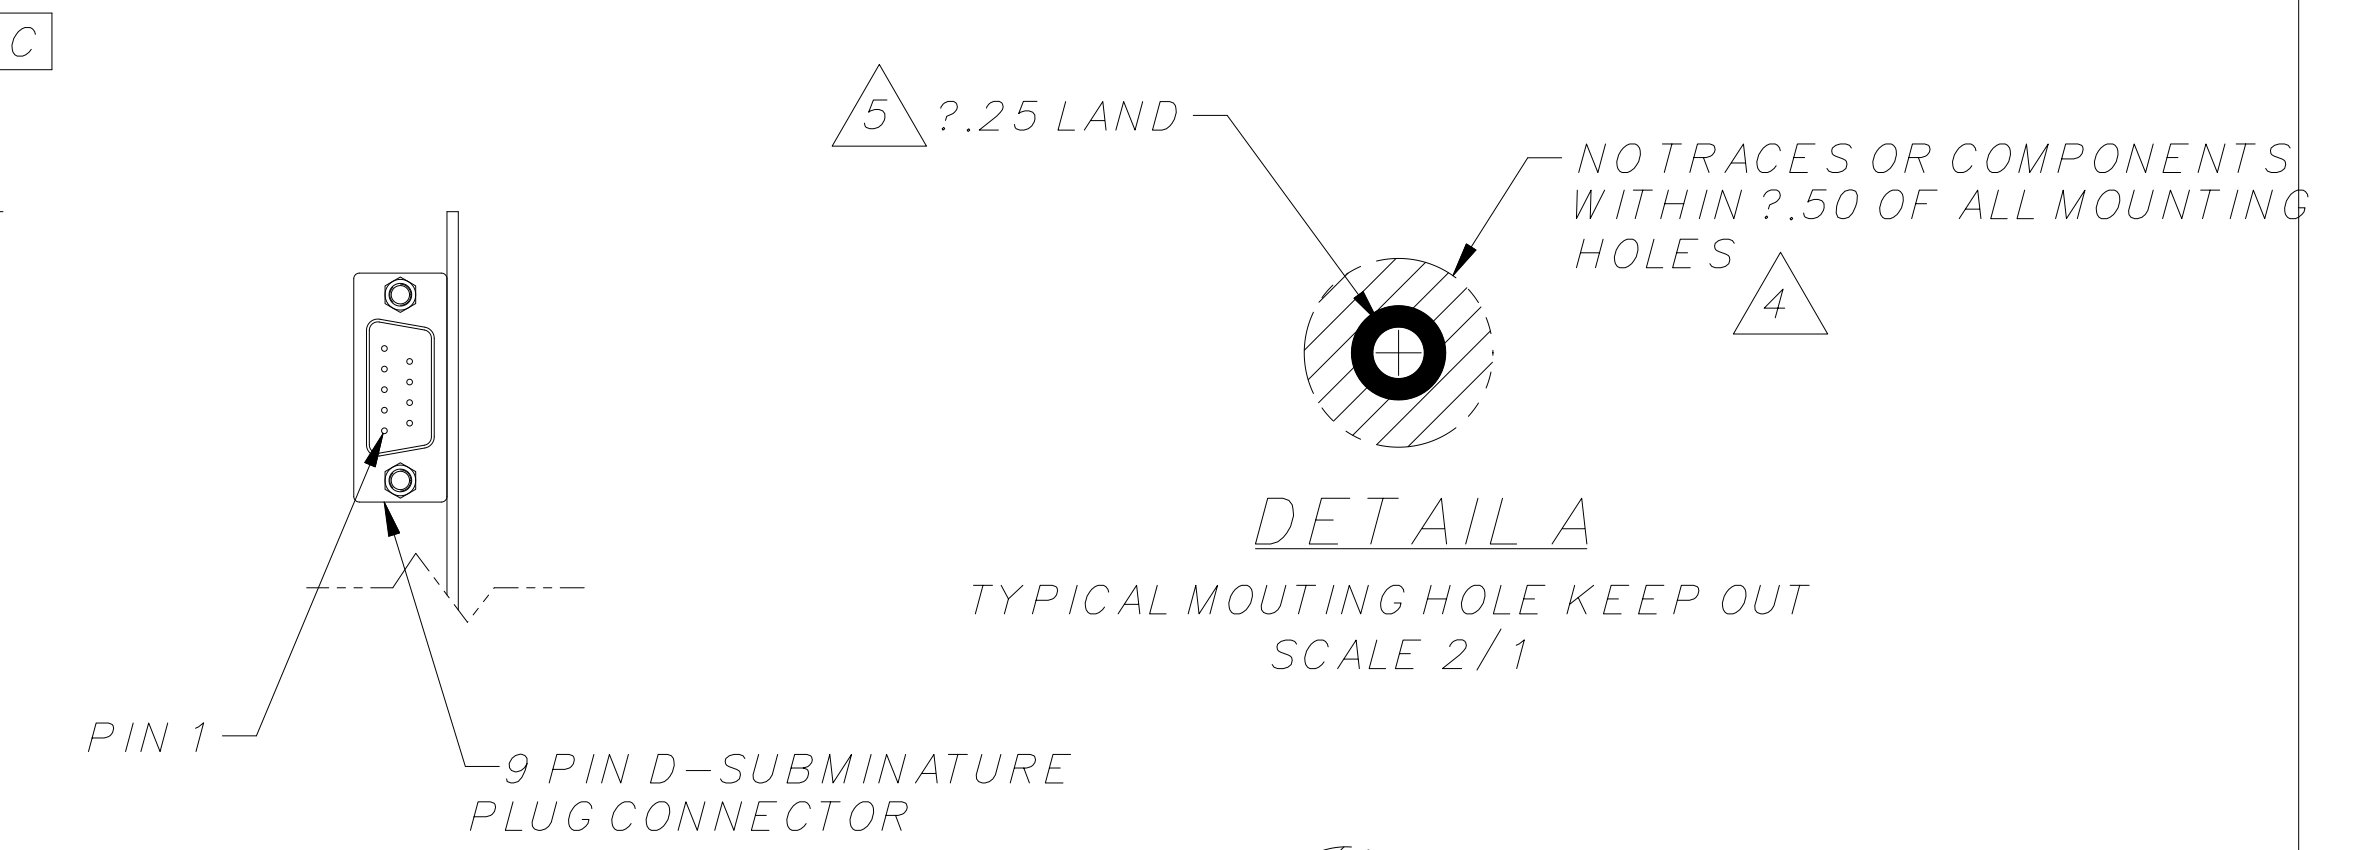 C
5 ?.25 LAND
NO TRACES OR COMPONENTS
WITHIN ?.50 OF ALL MOUNTING
HOLES
4
DETAIL A
TYPICAL MOUTING HOLE KEEP OUT
SCALE 2/1
PIN 1
9 PIN D-SUBMINATURE
PLUG CONNECTOR